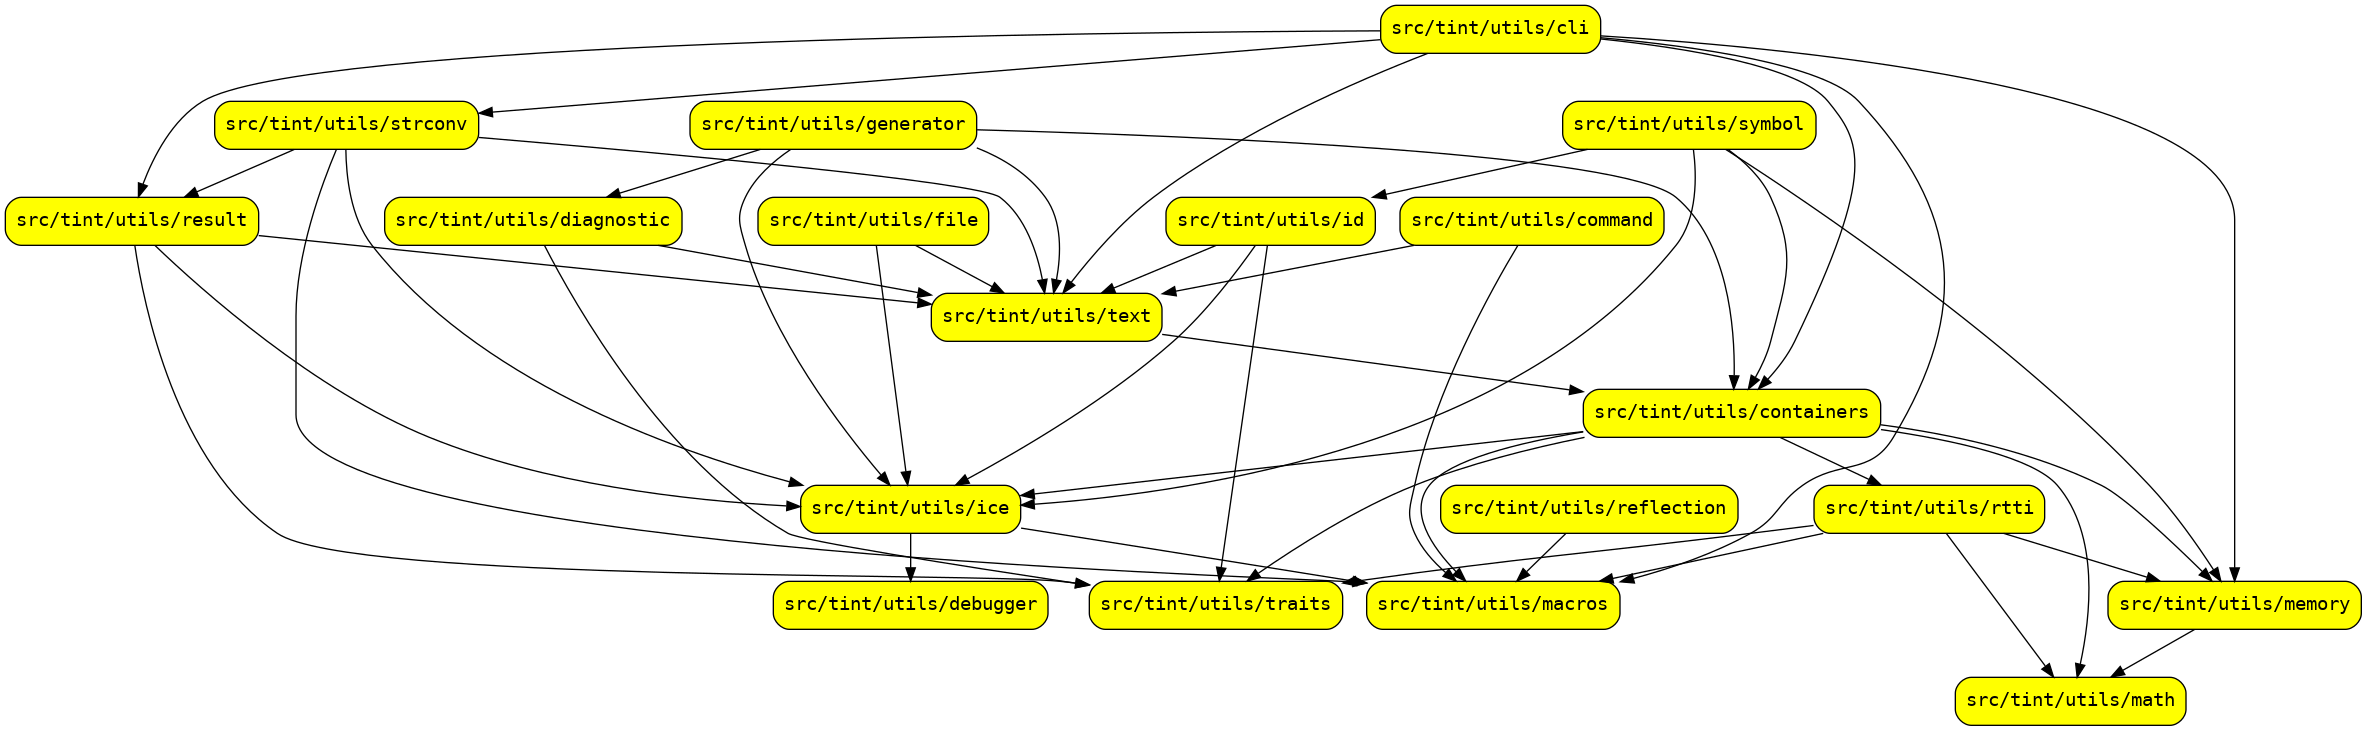 src/tint/utils/cli
src/tint/utils/strconv
src/tint/utils/generator
src/tint/utils/symbol
src/tint/utils/result
src/tint/utils/diagnostic
src/tint/utils/file
src/tint/utils/id
src/tint/utils/command
src/tint/utils/text
src/tint/utils/containers
src/tint/utils/ice
src/tint/utils/reflection
src/tint/utils/rtti
src/tint/utils/debugger
src/tint/utils/traits
src/tint/utils/macros
src/tint/utils/memory
src/tint/utils/math